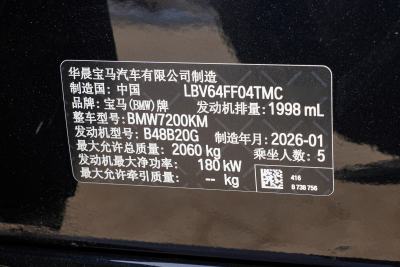 华晨宝马汽车有限公司制造
制造国: 中国 LBV64FF04TMC
品牌: 宝马(BMW)牌 发动机排量: 1998 mL
整车型号: BMW7200KM
发动机型号: B48B20G 制造年月: 2026-01
最大允许总质量: 2060 kg 乘坐人数: 5
发动机最大净功率: 180 kW
最大允许牵引质量: -- kg
416
8 738 756